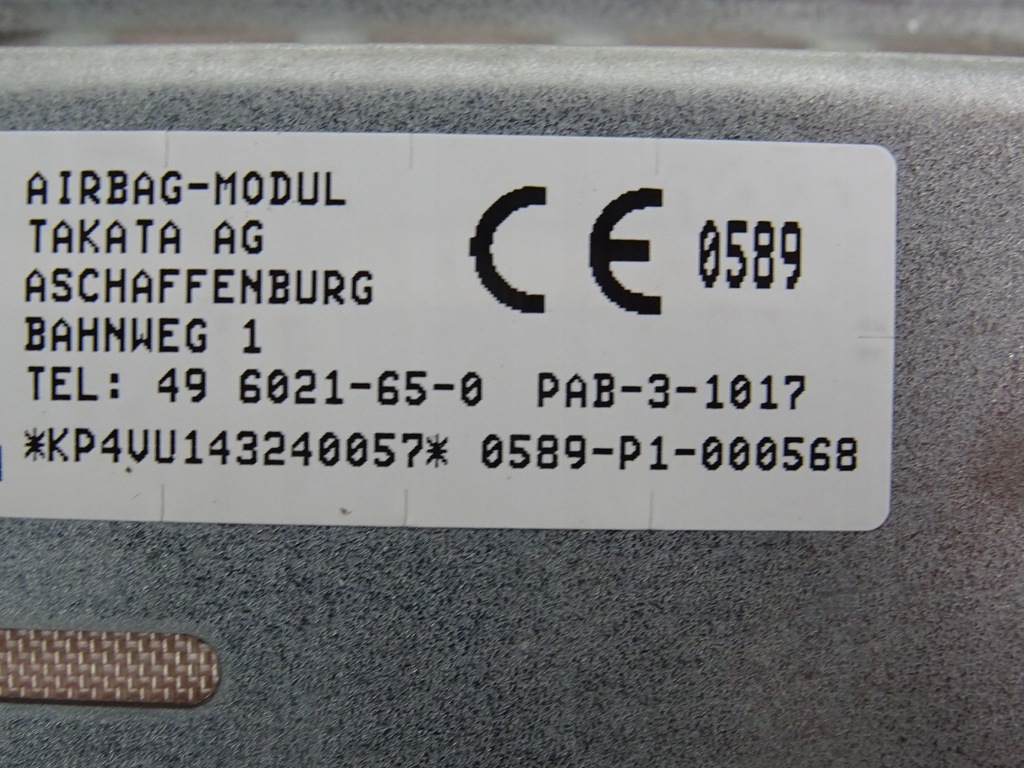 AIRBAG-MODUL
TAKATA AG
ASCHAFFENBURG
BAHNWEG 1
CE 0589
TEL: 49 6021-65-0 PAB-3-1017
*KP4VU143240057* 0589-P1-000568